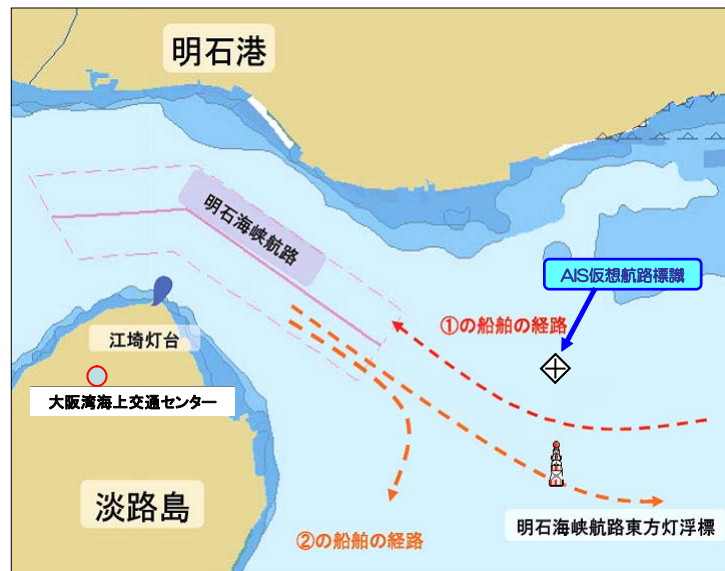 明石港
明石海峡航路
AIS仮想航路標識
①の船舶の経路
江埼灯台
大阪湾海上交通センター
淡路島
②の船舶の経路
明石海峡航路東方灯浮標